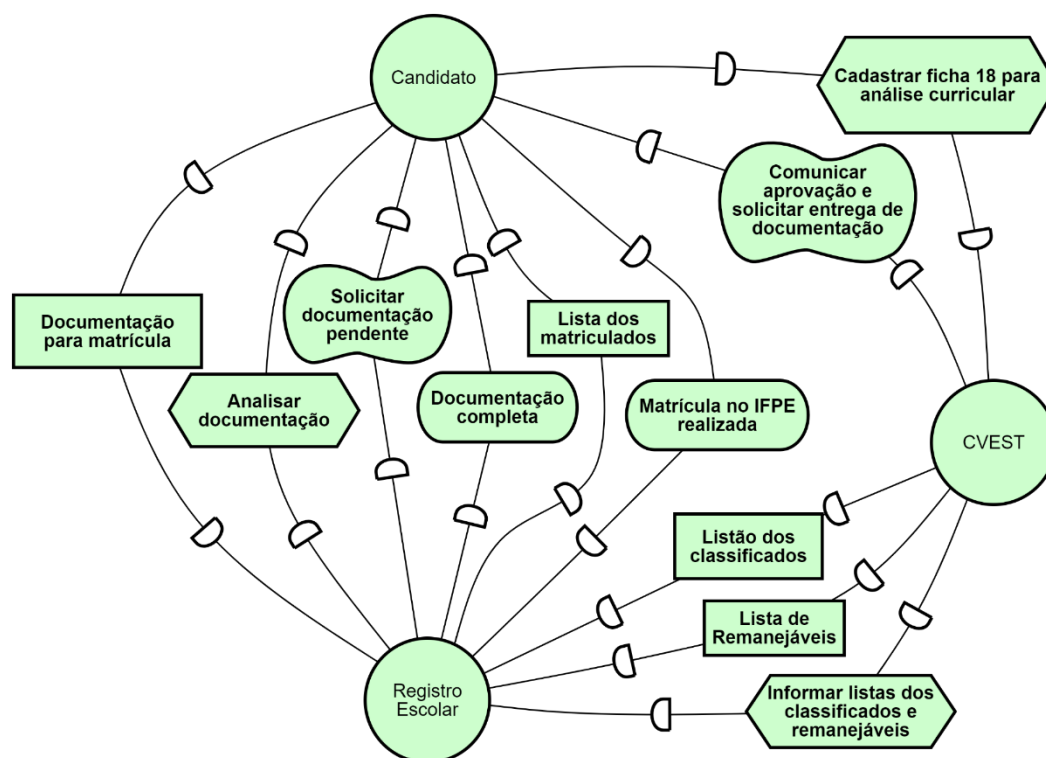 Candidato
Cadastrar ficha 18 para
análise curricular
Comunicar
aprovação e
solicitar entrega de
documentação
Documentação
para matrícula
Solicitar
documentação
pendente
Lista dos
matriculados
Analisar
documentação
Documentação
completa
Matrícula no IFPE
realizada
CVEST
Listão dos
classificados
Lista de
Remanejáveis
Registro
Escolar
Informar listas dos
classificados e
remanejáveis